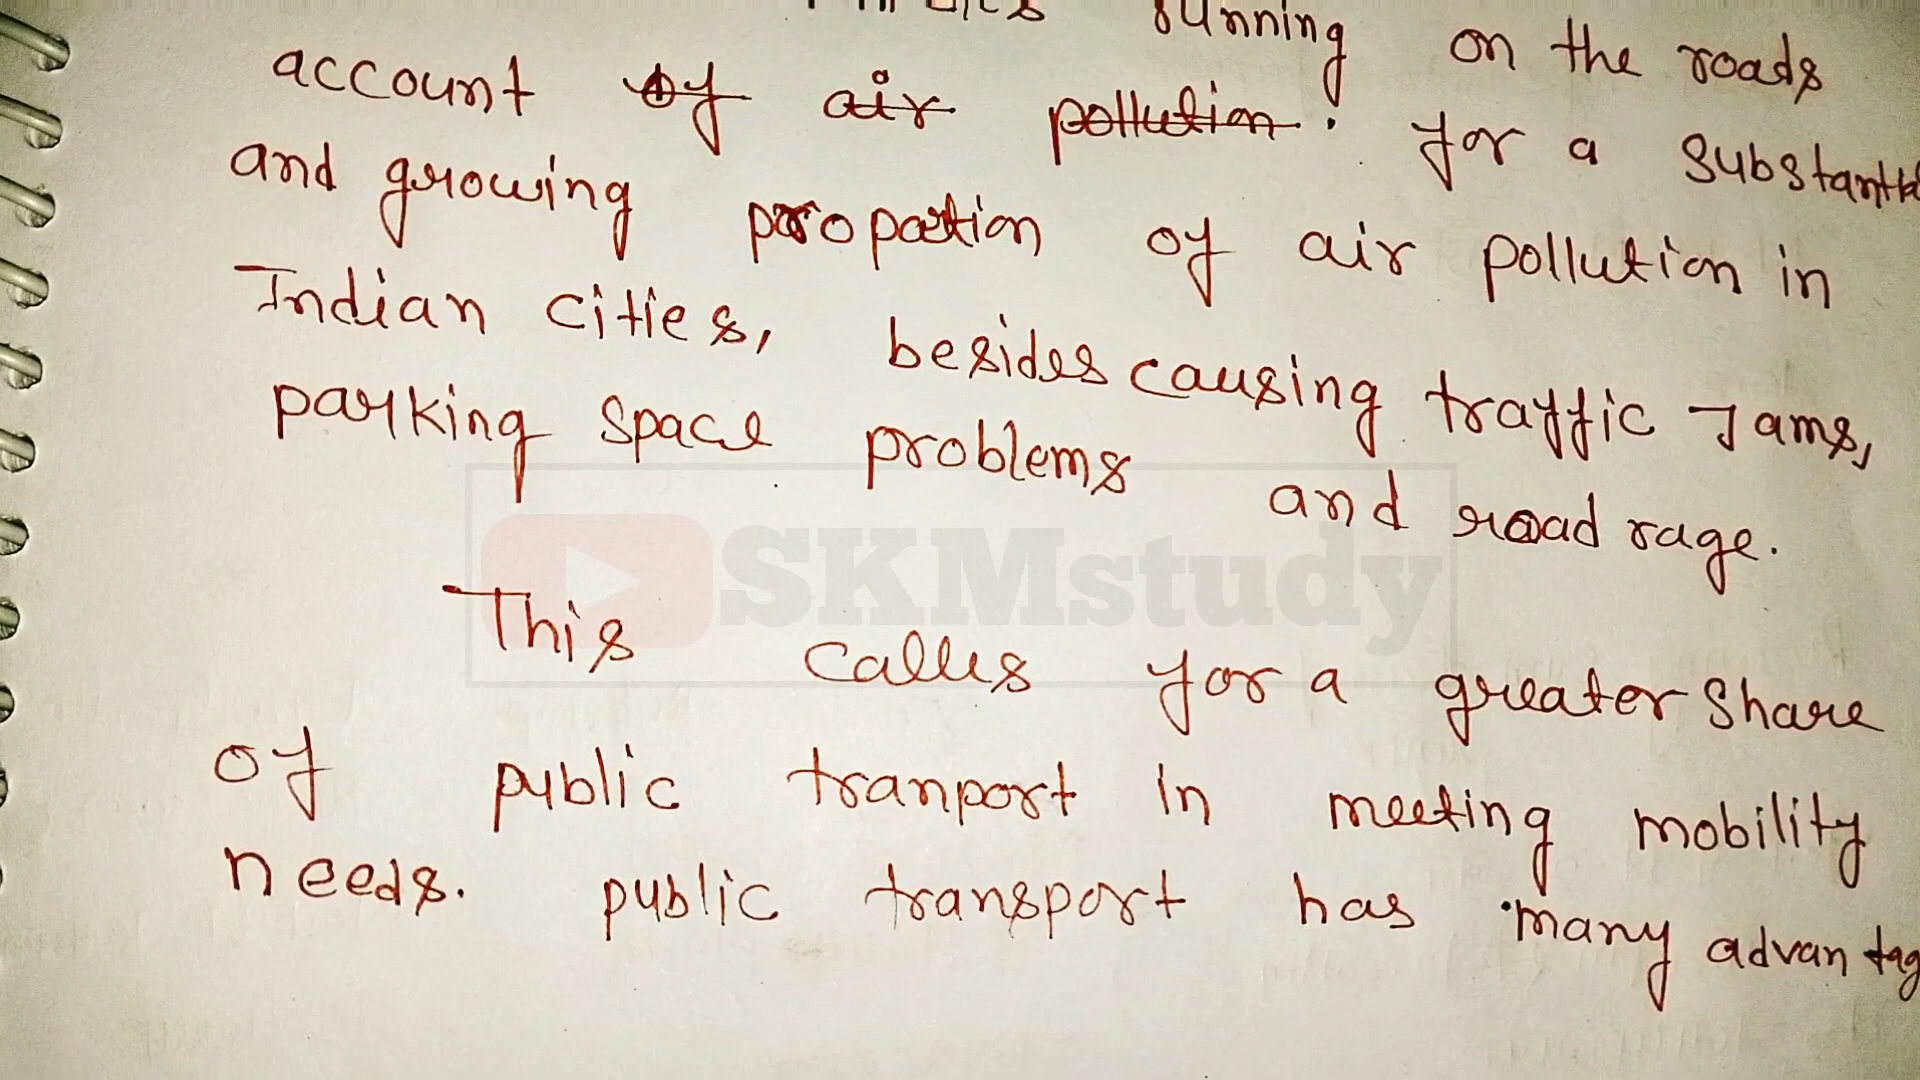 running on the roads
account of air pollution. for a substantial
and growing propotion of air pollution in
Indian cities, besides causing traffic Jams,
parking space problems and road rage.
SKMstudy
This calles for a greater share
of public tranport in meeting mobility
needs. public transport has many advantag